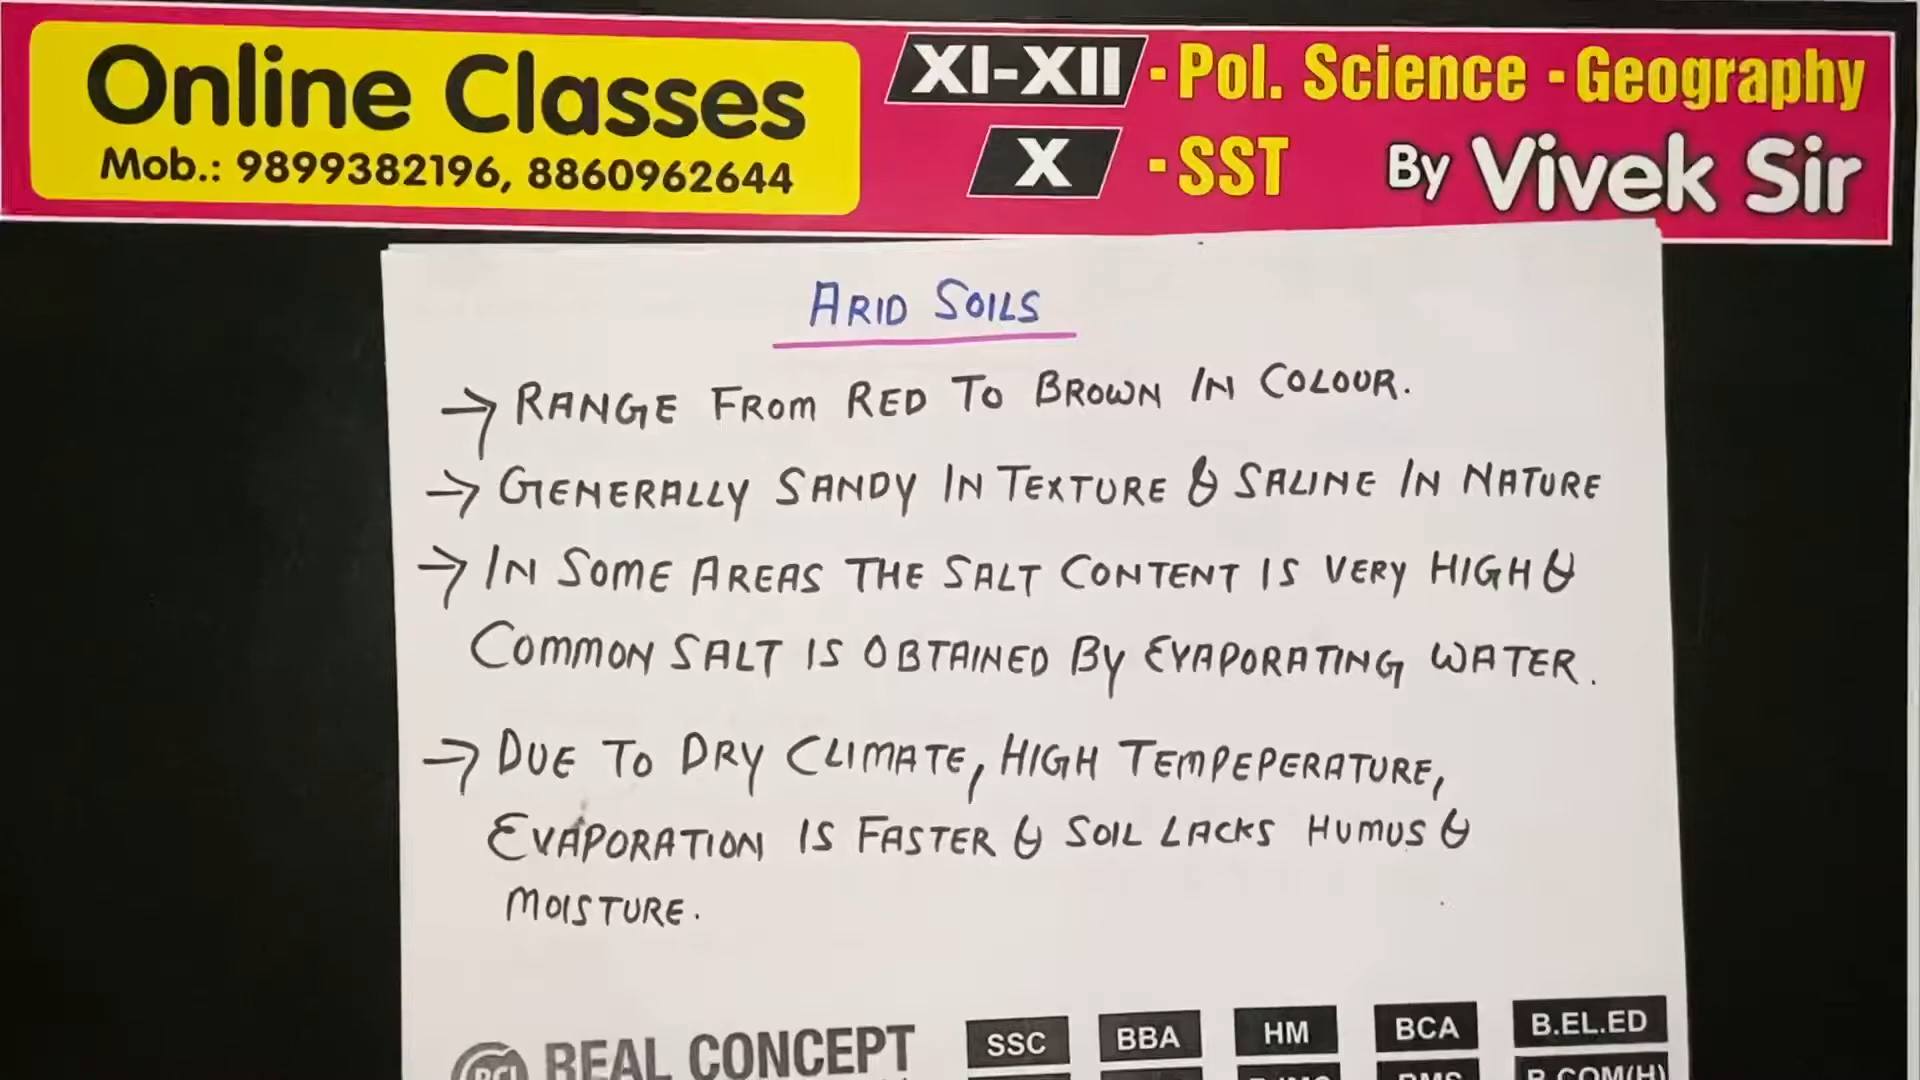 Online Classes
Mob.: 9899382196, 8860962644
XI-XII - Pol. Science - Geography
X - SST By Vivek Sir
ARID SOILS
→ RANGE FROM RED TO BROWN IN COLOUR.
→ GENERALLY SANDY IN TEXTURE & SALINE IN NATURE
→ IN SOME AREAS THE SALT CONTENT IS VERY HIGH &
COMMON SALT IS OBTAINED BY EVAPORATING WATER.
→ DUE TO DRY CLIMATE, HIGH TEMPEPERATURE,
EVAPORATION IS FASTER & SOIL LACKS HUMUS &
MOISTURE.
REAL CONCEPT
SSC BBA HM BCA B.EL.ED
B.COM(H)